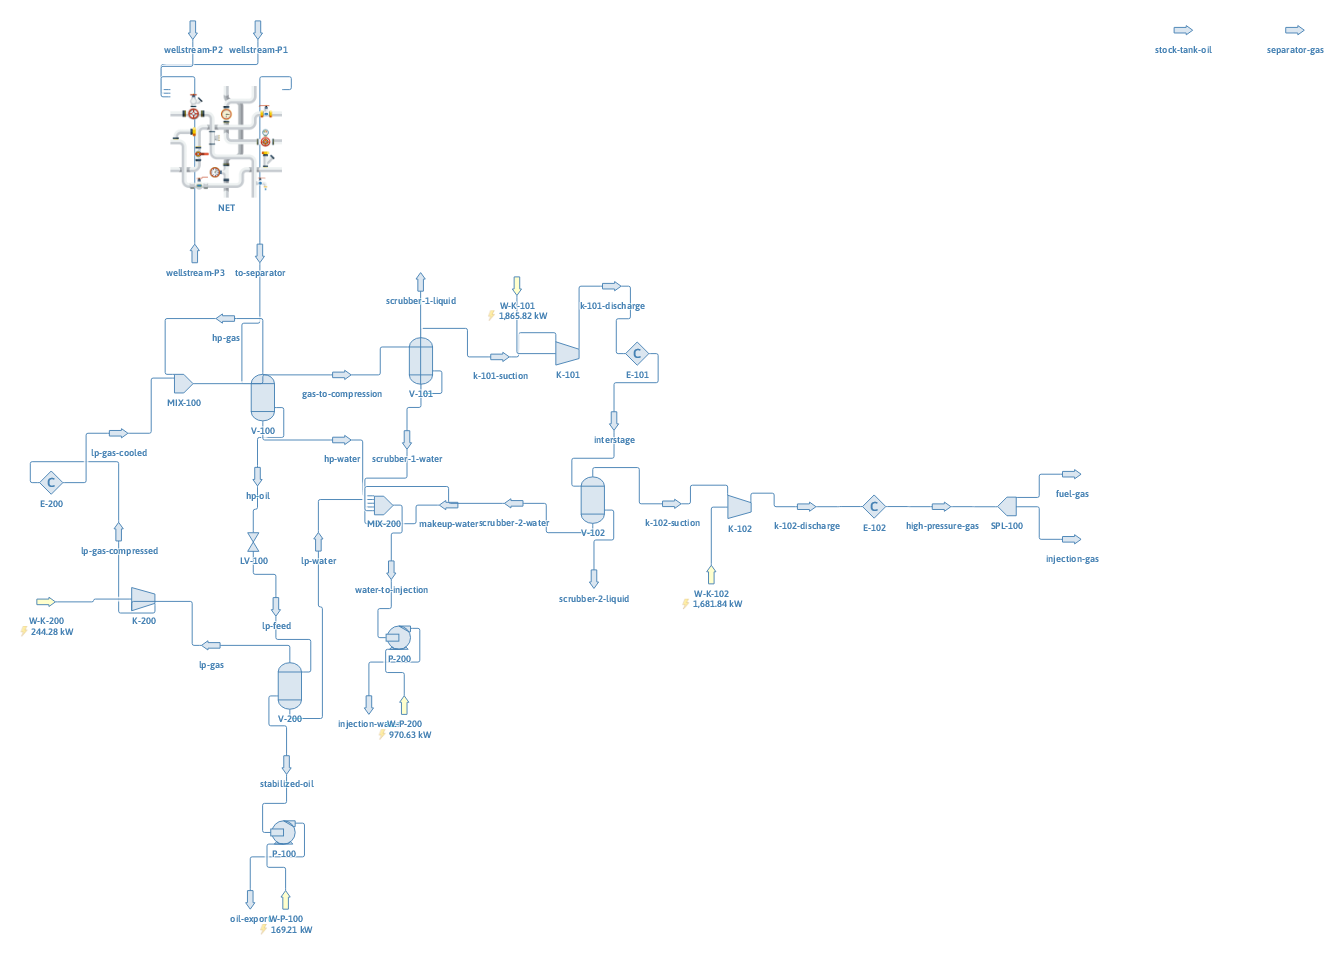 wellstream-P2
wellstream-P1
stock-tank-oil
separator-gas
NET
wellstream-P3
to-separator
scrubber-1-liquid
W-K-101
1,865.82 kW
k-101-discharge
hp-gas
K-101
E-101
gas-to-compression
k-101-suction
V-101
MIX-100
V-100
interstage
lp-gas-cooled
hp-water
scrubber-1-water
E-200
hp-oil
fuel-gas
MIX-200
makeup-water
scrubber-2-water
V-102
k-102-suction
K-102
k-102-discharge
E-102
high-pressure-gas
SPL-100
lp-gas-compressed
LV-100
lp-water
injection-gas
water-to-injection
scrubber-2-liquid
W-K-102
1,681.84 kW
W-K-200
244.28 kW
K-200
lp-feed
lp-gas
P-200
V-200
W-P-200
970.63 kW
stabilized-oil
P-100
oil-export
W-P-100
169.21 kW